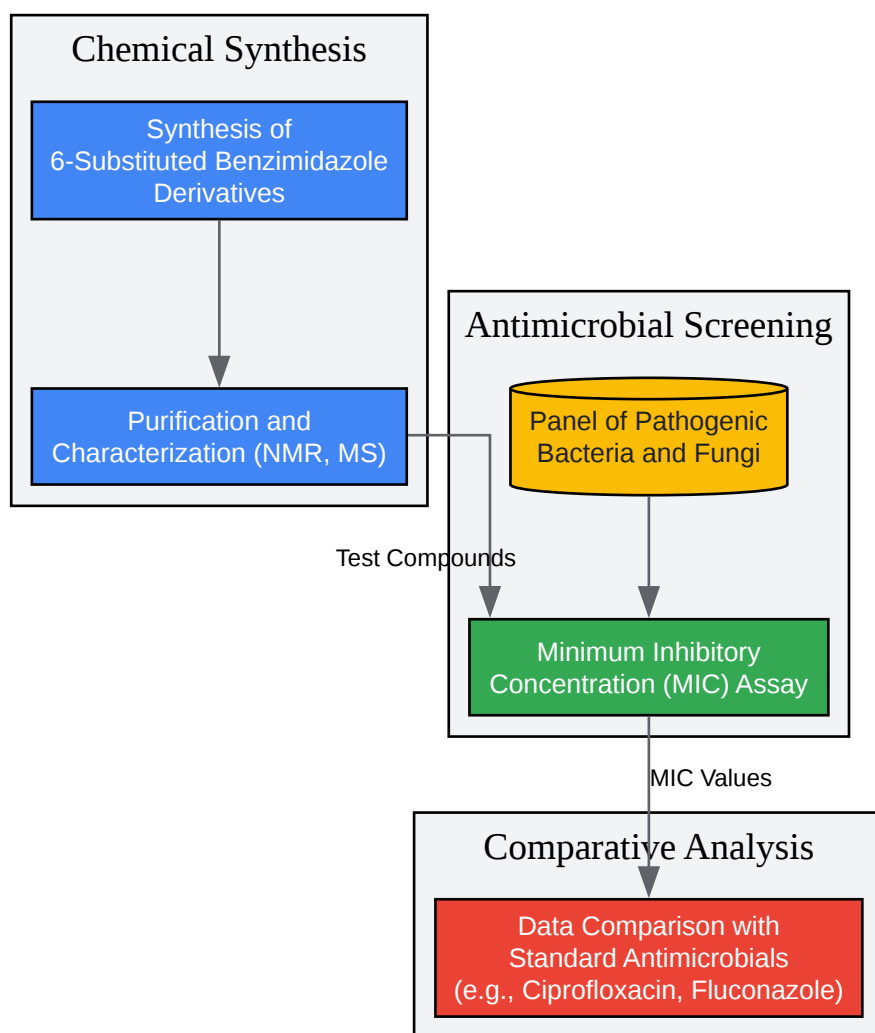 Chemical Synthesis
Synthesis of
6-Substituted Benzimidazole
Derivatives
Purification and
Characterization (NMR, MS)
Antimicrobial Screening
Panel of Pathogenic
Bacteria and Fungi
Test Compounds
Minimum Inhibitory
Concentration (MIC) Assay
MIC Values
Comparative Analysis
Data Comparison with
Standard Antimicrobials
(e.g., Ciprofloxacin, Fluconazole)